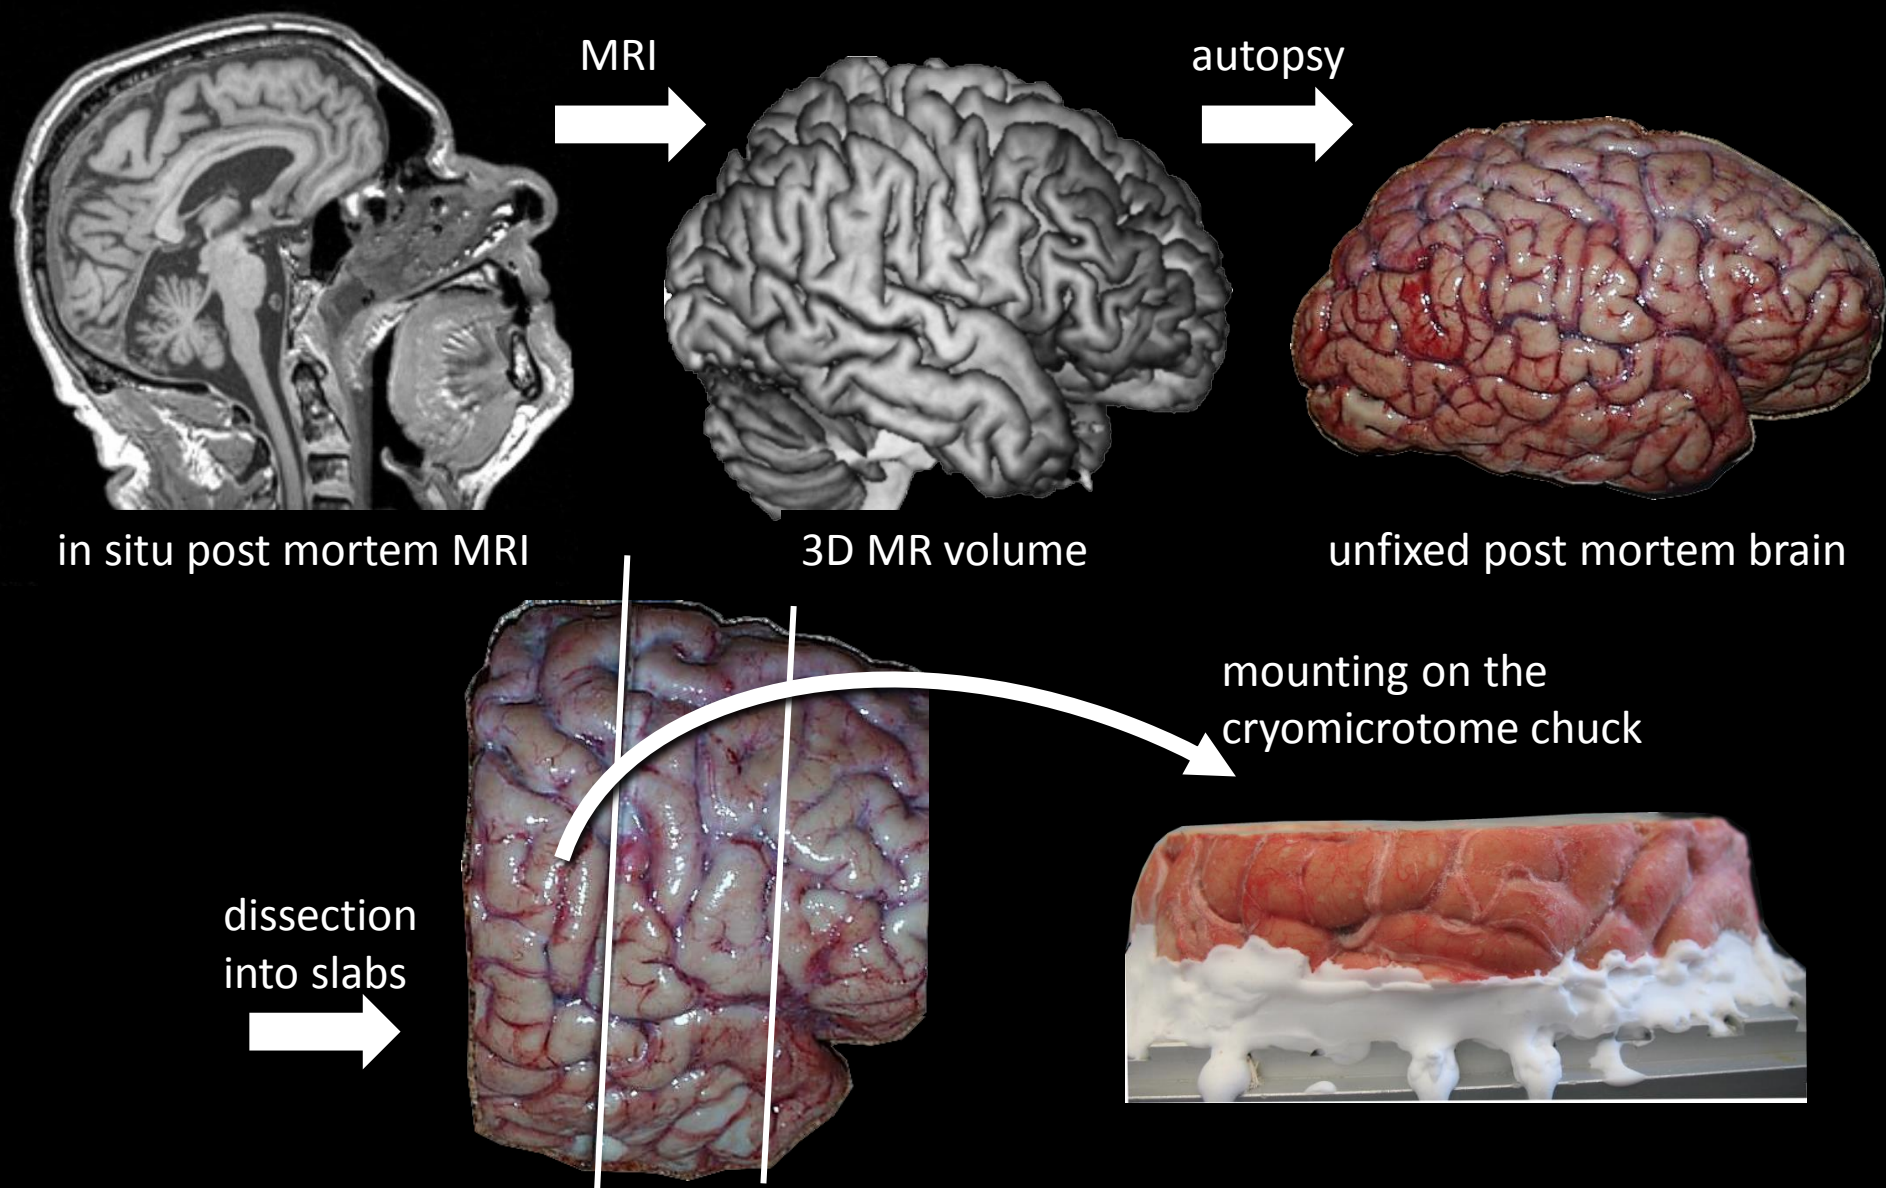 MRI
autopsy
in situ post mortem MRI
3D MR volume
unfixed post mortem brain
mounting on the
cryomicrotome chuck
dissection
into slabs